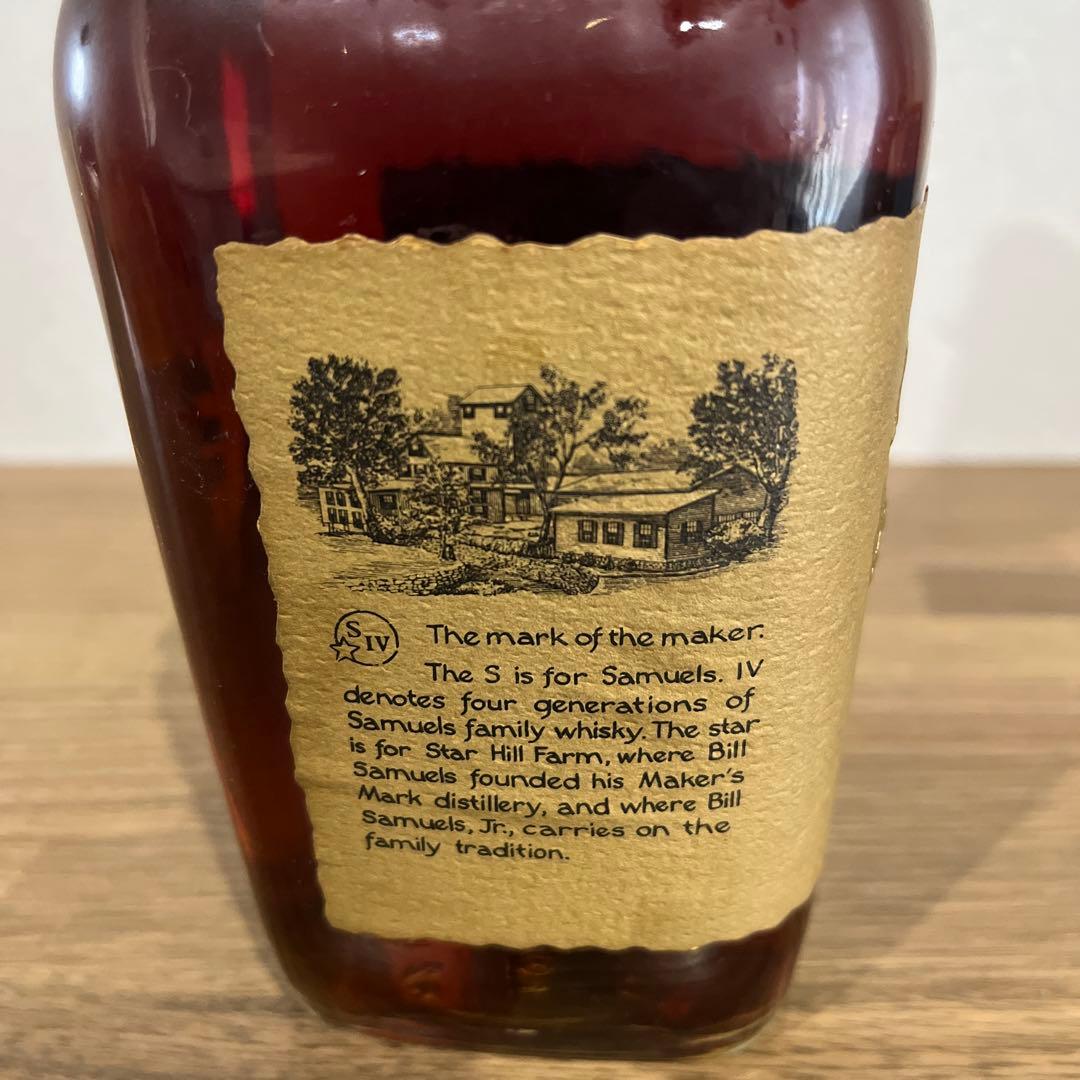 S IV
The mark of the maker.
The S is for Samuels. IV
denotes four generations of
Samuels family whisky. The star
is for Star Hill Farm, where Bill
Samuels founded his Maker's
Mark distillery, and where Bill
Samuels, Jr., carries on the
family tradition.